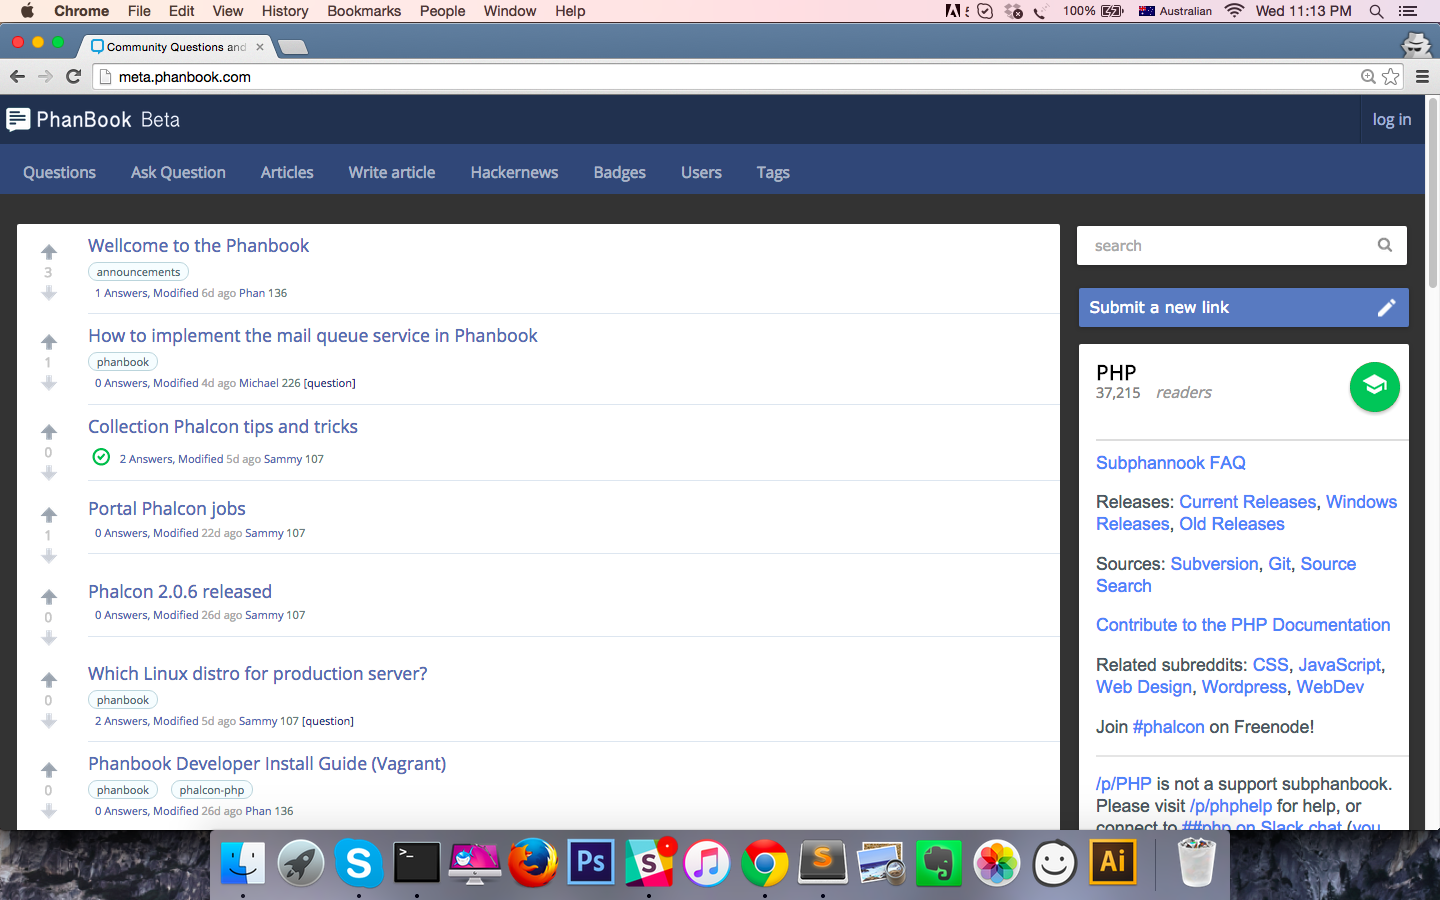 Chrome File Edit View History Bookmarks People Window Help 100% Australian Wed 11:13 PM
Community Questions and
meta.phanbook.com
PhanBook Beta log in
Questions Ask Question Articles Write article Hackernews Badges Users Tags
Wellcome to the Phanbook
3
announcements
1 Answers, Modified 6d ago Phan 136
How to implement the mail queue service in Phanbook
1
phanbook
0 Answers, Modified 4d ago Michael 226 [question]
Collection Phalcon tips and tricks
0
2 Answers, Modified 5d ago Sammy 107
Portal Phalcon jobs
1
0 Answers, Modified 22d ago Sammy 107
Phalcon 2.0.6 released
0
0 Answers, Modified 26d ago Sammy 107
Which Linux distro for production server?
0
phanbook
2 Answers, Modified 5d ago Sammy 107 [question]
Phanbook Developer Install Guide (Vagrant)
0
phanbook phalcon-php
0 Answers, Modified 26d ago Phan 136
search
Submit a new link
PHP
37,215 readers
Subphannook FAQ
Releases: Current Releases, Windows
Releases, Old Releases
Sources: Subversion, Git, Source
Search
Contribute to the PHP Documentation
Related subreddits: CSS, JavaScript,
Web Design, Wordpress, WebDev
Join #phalcon on Freenode!
/p/PHP is not a support subphanbook.
Please visit /p/phphelp for help, or
connect to ##php on Slack chat (you
S >_ Ps S Ai